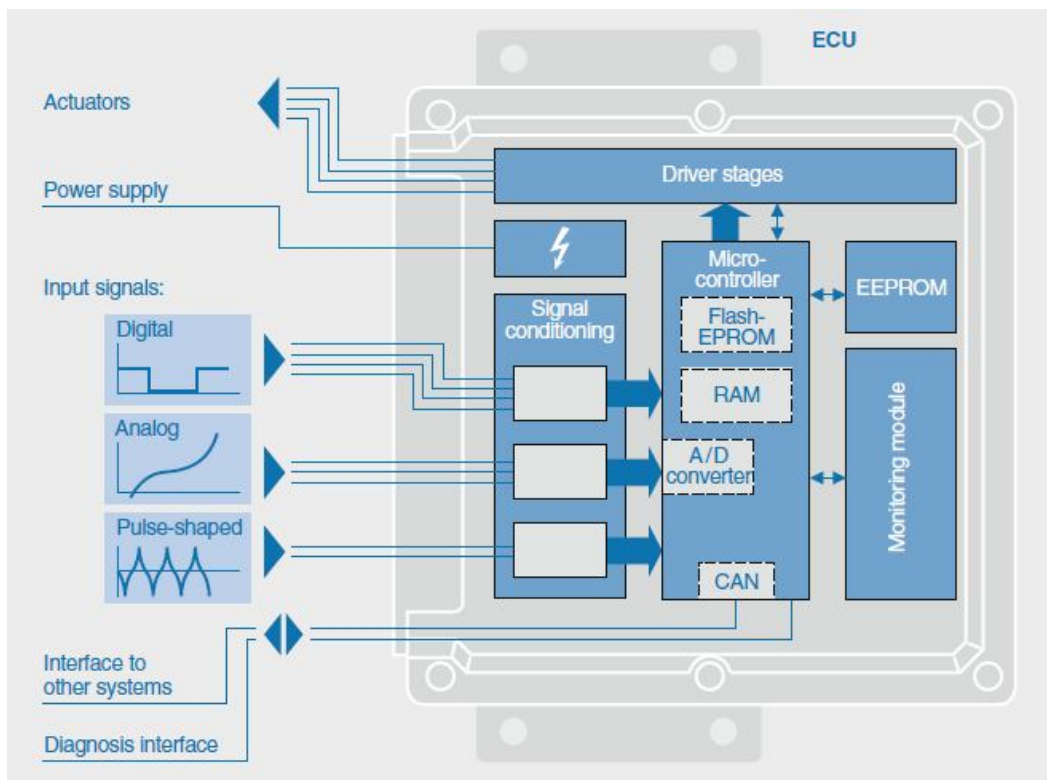 ECU
Actuators
Driver stages
Power supply
Micro-
controller
EEPROM
Input signals:
Signal
conditioning
Flash-
EPROM
Digital
RAM
Monitoring module
Analog
A/D
converter
Pulse-shaped
CAN
Interface to
other systems
Diagnosis interface